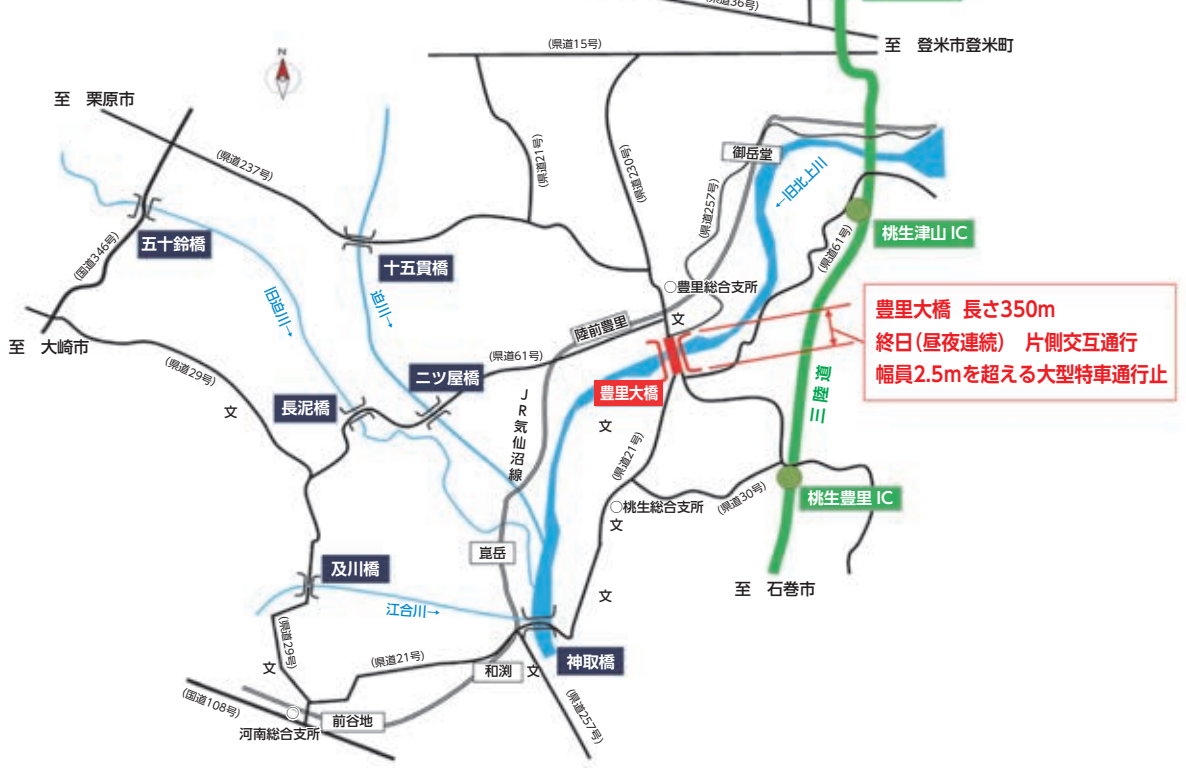 (県道36号)
(県道15号)
至　登米市登米町
N
至　栗原市
(県道237号)
(県道21号)
(県道230号)
御岳堂
←旧北上川
(県道257号)
五十鈴橋
(国道346号)
十五貫橋
桃生津山 IC
(県道61号)
旧迫川→
迫川→
○豊里総合支所
文
豊里大橋 長さ350m
終日(昼夜連続)　片側交互通行
幅員2.5mを超える大型特車通行止
陸前豊里
至　大崎市
(県道61号)
(県道29号)
二ツ屋橋
豊里大橋
三陸道
長泥橋
文
JR気仙沼線
文
(県道21号)
桃生豊里 IC
(県道30号)
○桃生総合支所
文
崑岳
及川橋
至　石巻市
文
江合川→
(県道29号)
文
(県道21号)
和渕
文
神取橋
(国道108号)
前谷地
(県道257号)
河南総合支所